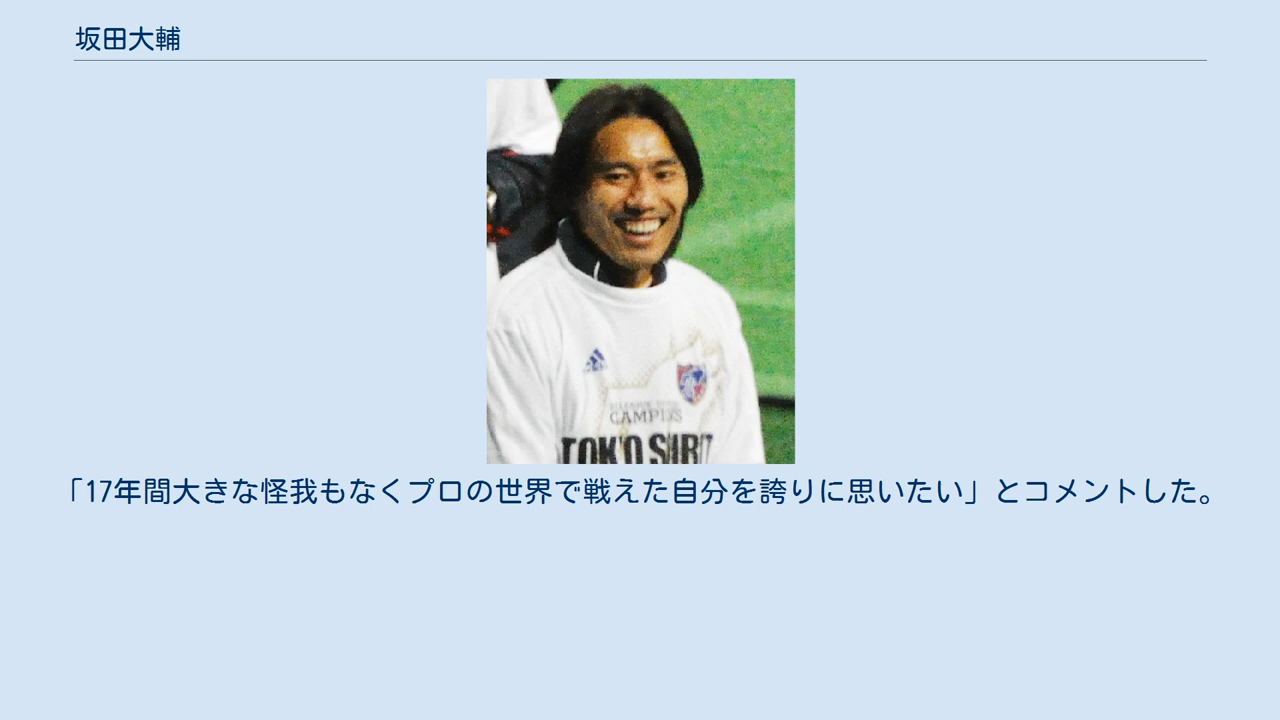 坂田大輔
CAMPIUS
「17年間大きな怪我もなくプロの世界で戦えた自分を誇りに思いたい」とコメントした。